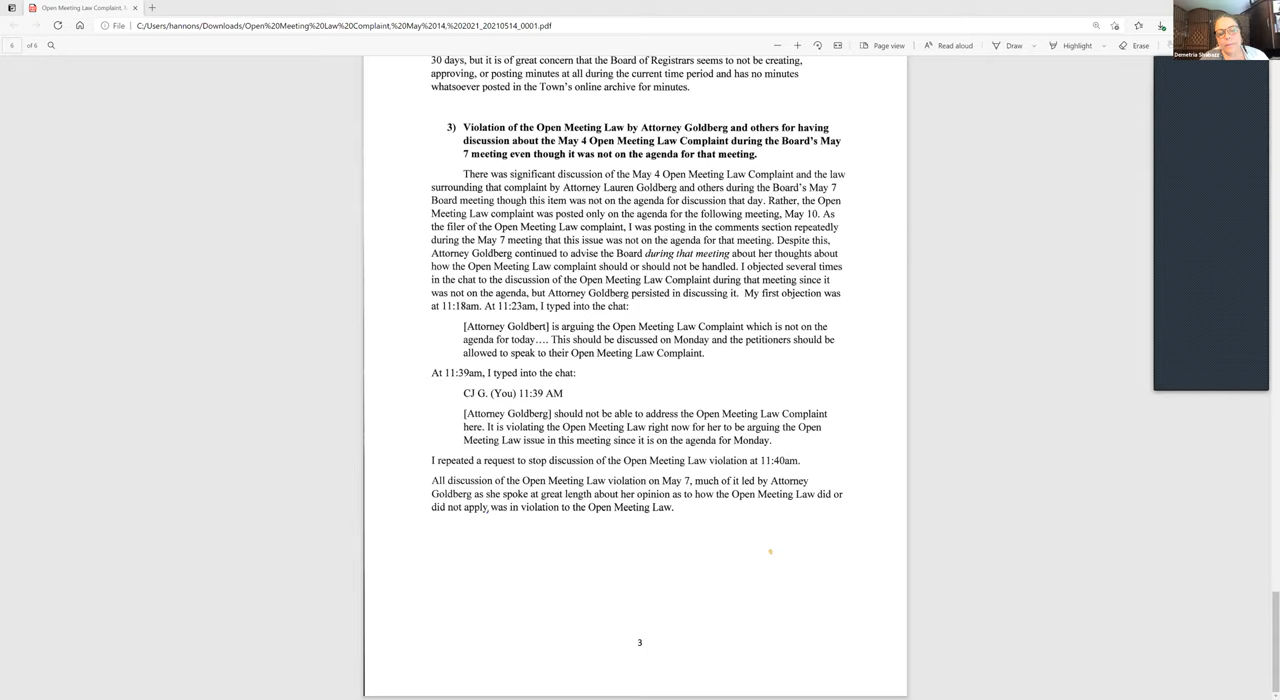 Open Meeting Law Complaint,
File
C:/Users/hannons/Downloads/Open%20Meeting%20Law%20Complaint,%20May%2014,%202021_20210514_0001.pdf
6 of 6
Page view
Read aloud
Draw
Highlight
Erase
Demetria Shabazz
30 days, but it is of great concern that the Board of Registrars seems to not be creating,
approving, or posting minutes at all during the current time period and has no minutes
whatsoever posted in the Town's online archive for minutes.
3) Violation of the Open Meeting Law by Attorney Goldberg and others for having
discussion about the May 4 Open Meeting Law Complaint during the Board's May
7 meeting even though it was not on the agenda for that meeting.
There was significant discussion of the May 4 Open Meeting Law Complaint and the law
surrounding that complaint by Attorney Lauren Goldberg and others during the Board's May 7
Board meeting though this item was not on the agenda for discussion that day. Rather, the Open
Meeting Law complaint was posted only on the agenda for the following meeting, May 10. As
the filer of the Open Meeting Law complaint, I was posting in the comments section repeatedly
during the May 7 meeting that this issue was not on the agenda for that meeting. Despite this,
Attorney Goldberg continued to advise the Board during that meeting about her thoughts about
how the Open Meeting Law complaint should or should not be handled. I objected several times
in the chat to the discussion of the Open Meeting Law Complaint during that meeting since it
was not on the agenda, but Attorney Goldberg persisted in discussing it. My first objection was
at 11:18am. At 11:23am, I typed into the chat:
[Attorney Goldbert] is arguing the Open Meeting Law Complaint which is not on the
agenda for today…. This should be discussed on Monday and the petitioners should be
allowed to speak to their Open Meeting Law Complaint.
At 11:39am, I typed into the chat:
CJ G. (You) 11:39 AM
[Attorney Goldberg] should not be able to address the Open Meeting Law Complaint
here. It is violating the Open Meeting Law right now for her to be arguing the Open
Meeting Law issue in this meeting since it is on the agenda for Monday.
I repeated a request to stop discussion of the Open Meeting Law violation at 11:40am.
All discussion of the Open Meeting Law violation on May 7, much of it led by Attorney
Goldberg as she spoke at great length about her opinion as to how the Open Meeting Law did or
did not apply, was in violation to the Open Meeting Law.
3